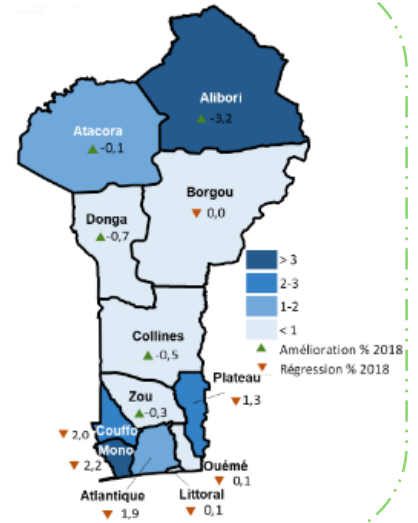 Alibori
▲ -3,2
Atacora
▲ -0,1
Borgou
▼ 0,0
Donga
▲ -0,7
> 3
2-3
1-2
< 1
▲ Amélioration % 2018
▼ Régression % 2018
Collines
▲ -0,5
Plateau
▼ 1,3
Zou
▲ -0,3
Couffo
▼ 2,0
Mono
▼ 2,2
Ouémé
▼ 0,1
Atlantique
▼ 1,9
Littoral
▼ 0,1